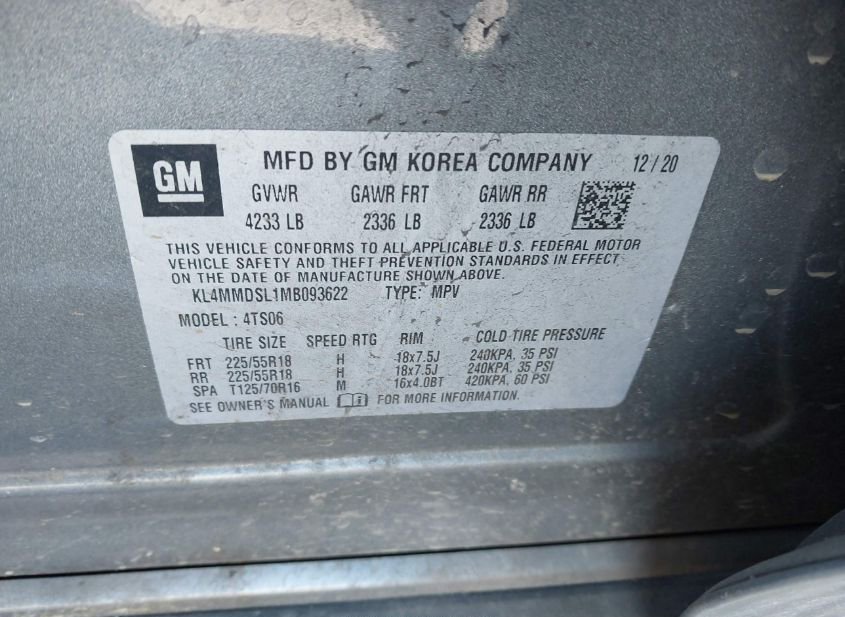 GM MFD BY GM KOREA COMPANY 12/20
GVWR GAWR FRT GAWR RR
4233 LB 2336 LB 2336 LB
THIS VEHICLE CONFORMS TO ALL APPLICABLE U.S. FEDERAL MOTOR
VEHICLE SAFETY AND THEFT PREVENTION STANDARDS IN EFFECT
ON THE DATE OF MANUFACTURE SHOWN ABOVE.
KL4MMDSL1MB093622 TYPE: MPV
MODEL : 4TS06
TIRE SIZE SPEED RTG RIM COLD TIRE PRESSURE
FRT 225/55R18 H 18x7.5J 240KPA, 35 PSI
RR 225/55R18 H 18x7.5J 240KPA, 35 PSI
SPA T125/70R16 M 16x4.0BT 420KPA, 60 PSI
SEE OWNER'S MANUAL FOR MORE INFORMATION.